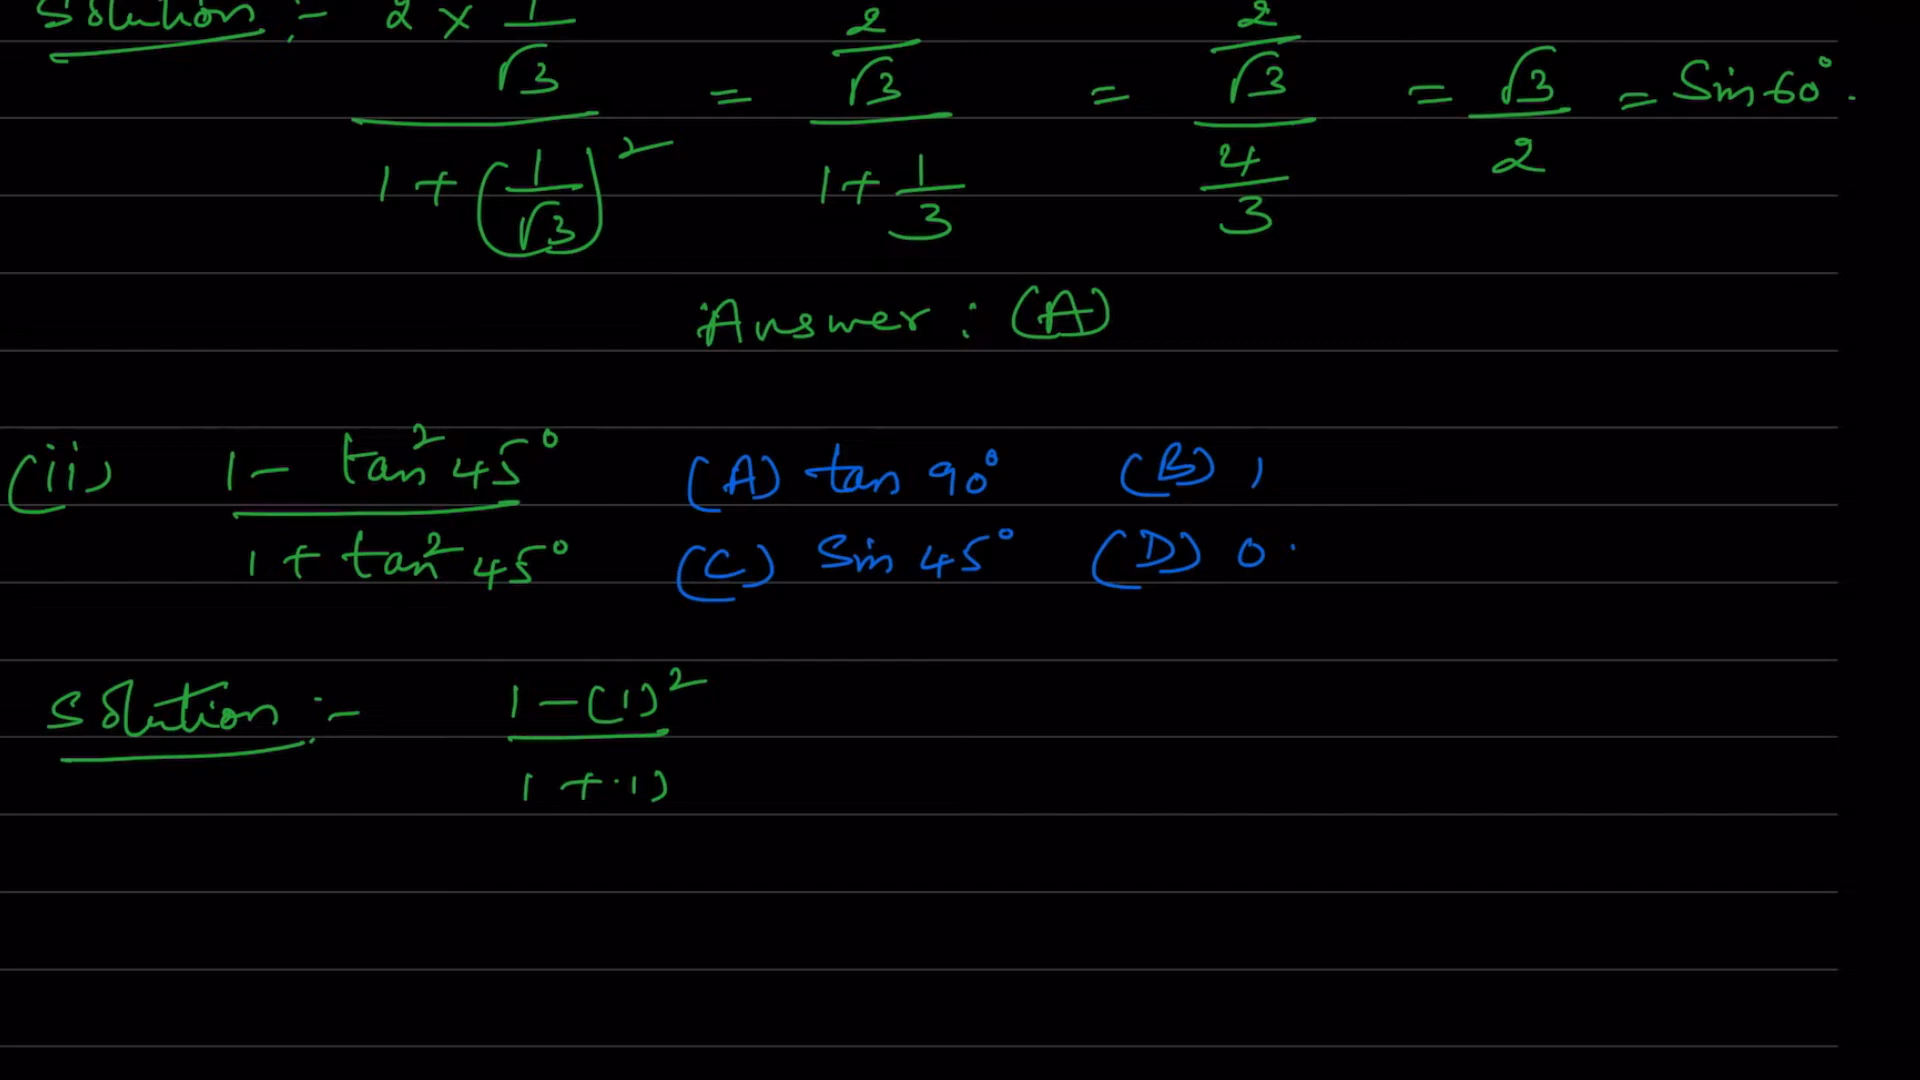 Solution :- 2 × 1/√3 / 1 + (1/√3)² = 2/√3 / 1 + 1/3 = 2/√3 / 4/3 = √3/2 = Sin 60°.
Answer : (A)
(ii) 1 - tan² 45° / 1 + tan² 45° (A) tan 90° (B) 1
(C) Sin 45° (D) 0.
Solution :- 1 - (1)² / 1 + 1)